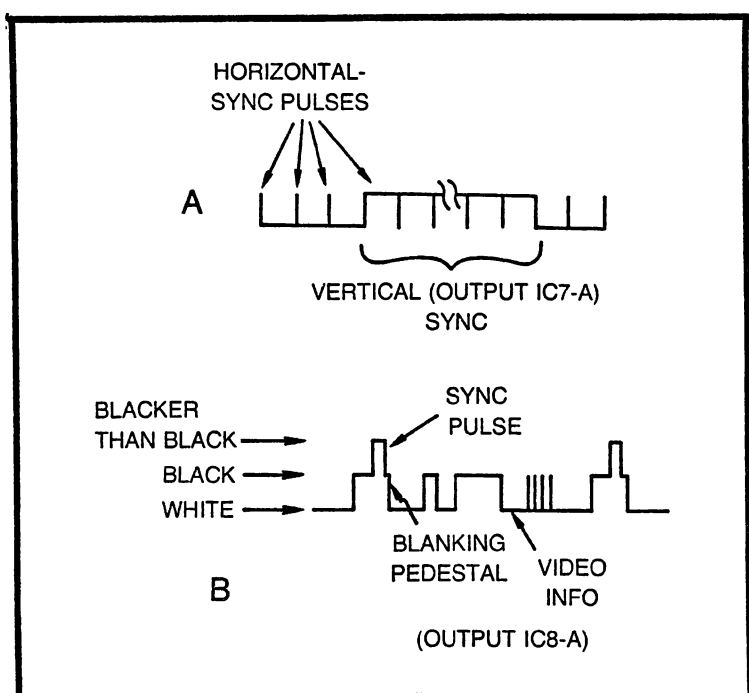 HORIZONTAL-
SYNC PULSES
A
VERTICAL (OUTPUT IC7-A)
SYNC
BLACKER
THAN BLACK
BLACK
WHITE
SYNC
PULSE
BLANKING
PEDESTAL
VIDEO
INFO
B
(OUTPUT IC8-A)